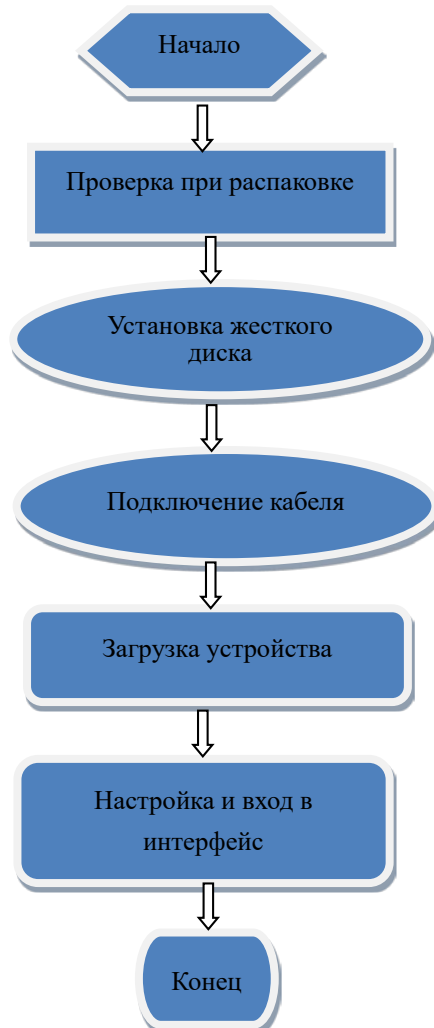 Начало
Проверка при распаковке
Установка жесткого
диска
Подключение кабеля
Загрузка устройства
Настройка и вход в
интерфейс
Конец